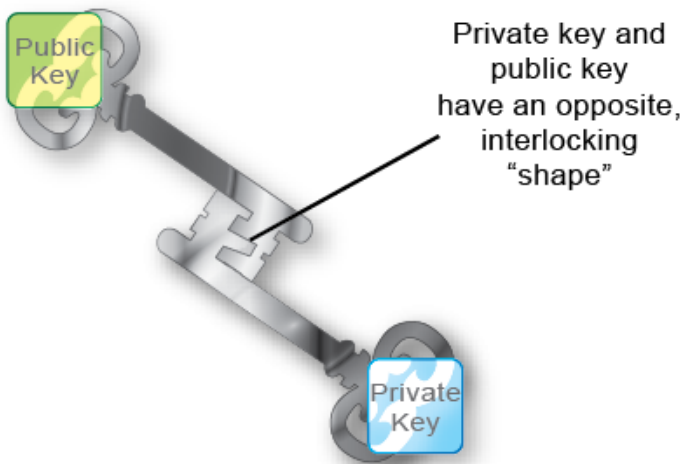 Public
Key
Private key and
public key
have an opposite,
interlocking
“shape”
Private
Key